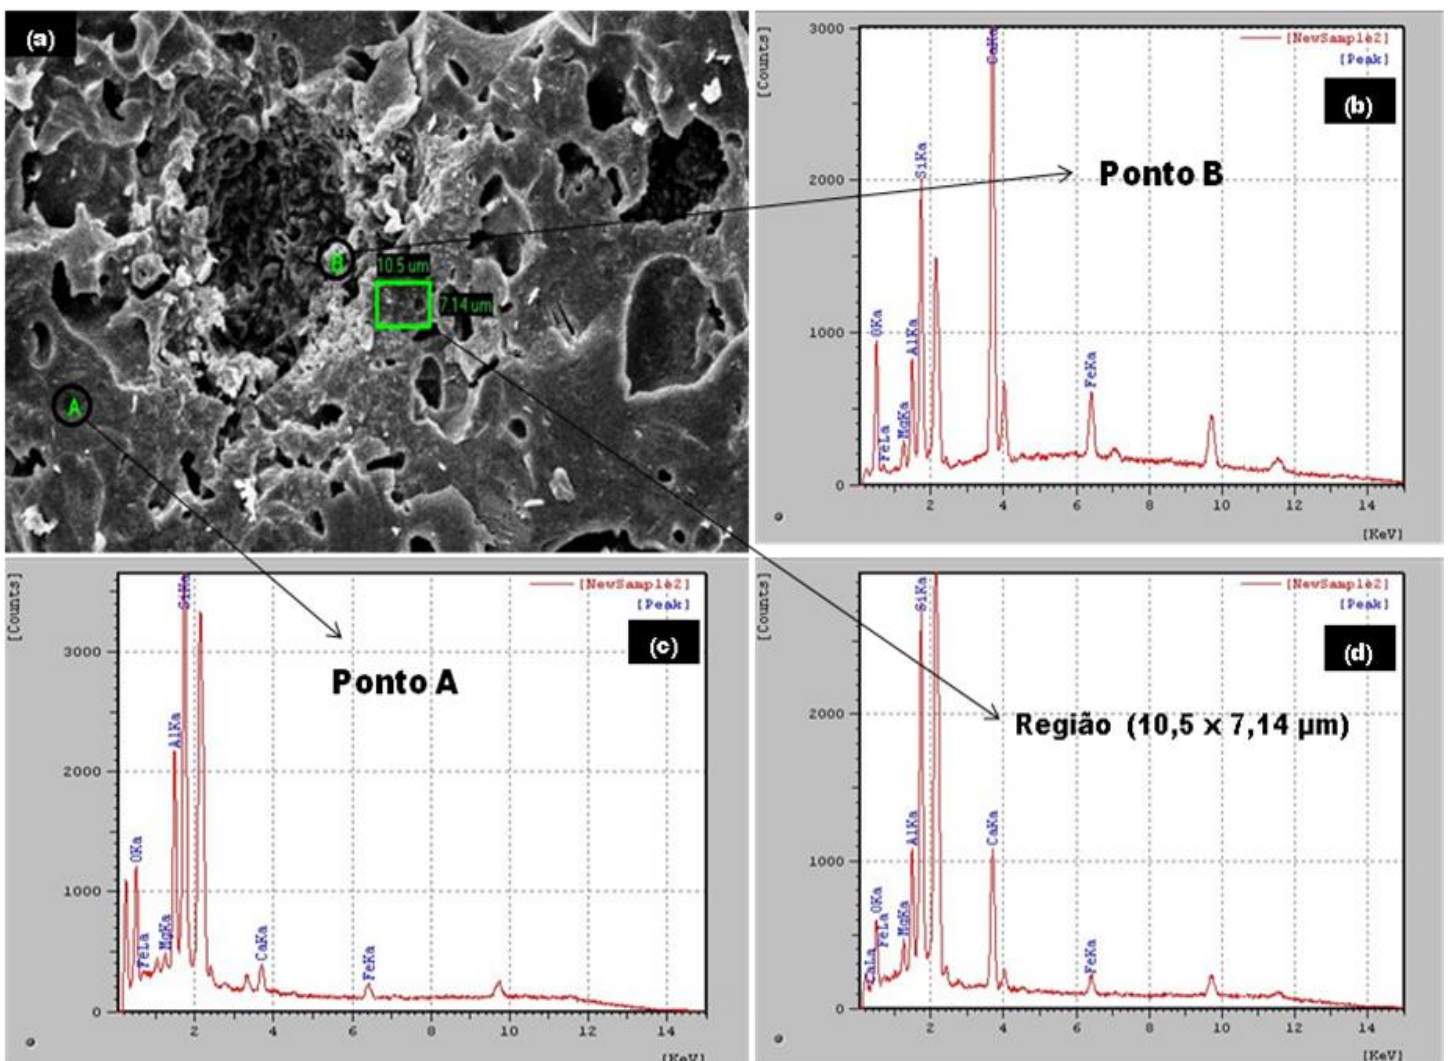 (a)
B
10.5 um
7.14 um
A
3000
2000
1000
0
2
4
6
8
10
12
14
[Counts]
[KeV]
[NewSample2]
[Peak]
(b)
Ponto B
OKa
FeLa
MgKa
AlKa
SiKa
CaKa
FeKa
[Counts]
3000
2000
1000
0
2
4
6
8
10
12
14
[KeV]
[NewSample2]
[Peak]
(c)
Ponto A
OKa
FeLa
MgKa
AlKa
SiKa
CaKa
FeKa
[Counts]
2000
1000
0
2
4
6
8
10
12
14
[KeV]
[NewSample2]
[Peak]
(d)
Região (10,5 x 7,14 µm)
CaLa
OKa
FeLa
MgKa
AlKa
SiKa
CaKa
FeKa